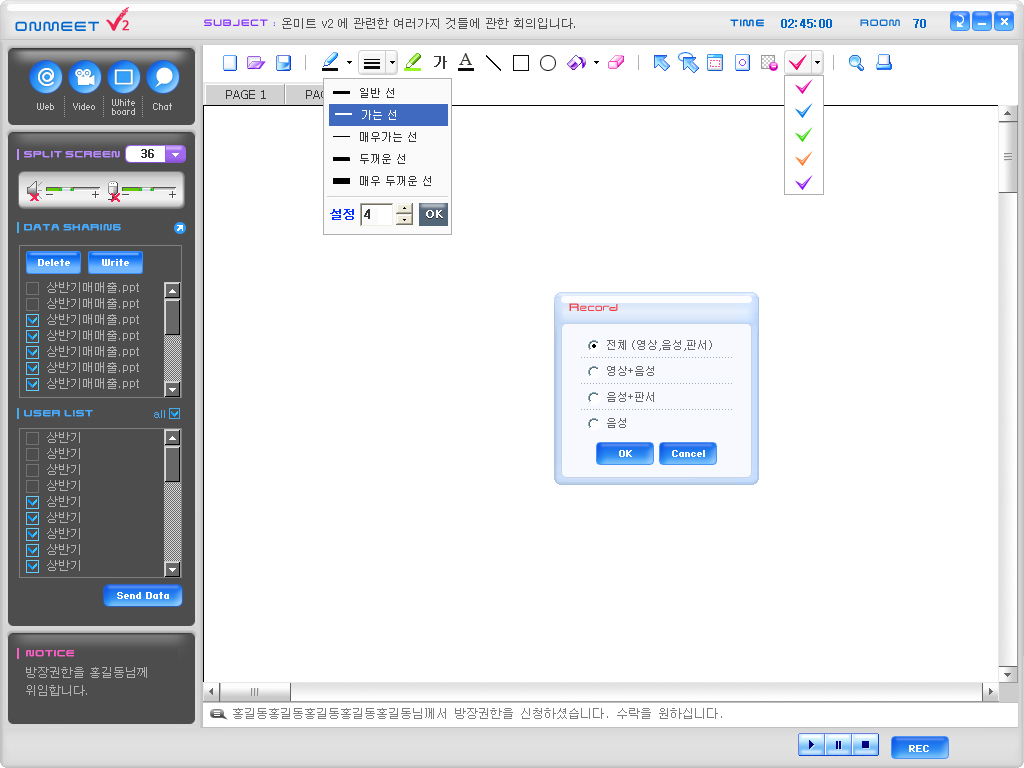 ONMEET V2
SUBJECT : 온미트 v2 에 관련한 여러가지 것들에 관한 회의입니다.
TIME 02:45:00 ROOM 70
Web Video White board Chat
SPLIT SCREEN 36
DATA SHARING
Delete Write
상반기매매출.ppt
상반기매매출.ppt
상반기매매출.ppt
상반기매매출.ppt
상반기매매출.ppt
상반기매매출.ppt
상반기매매출.ppt
USER LIST all
상반기
상반기
상반기
상반기
상반기
상반기
상반기
상반기
상반기
Send Data
NOTICE
방장권한을 홍길동님께
위임합니다.
가 A
PAGE 1 PAG
일반 선
가는 선
매우가는 선
두꺼운 선
매우 두꺼운 선
설정 4 OK
Record
전체 (영상,음성,판서)
영상+음성
음성+판서
음성
OK Cancel
홍길동홍길동홍길동홍길동홍길동님께서 방장권한을 신청하셨습니다. 수락을 원하십니다.
REC